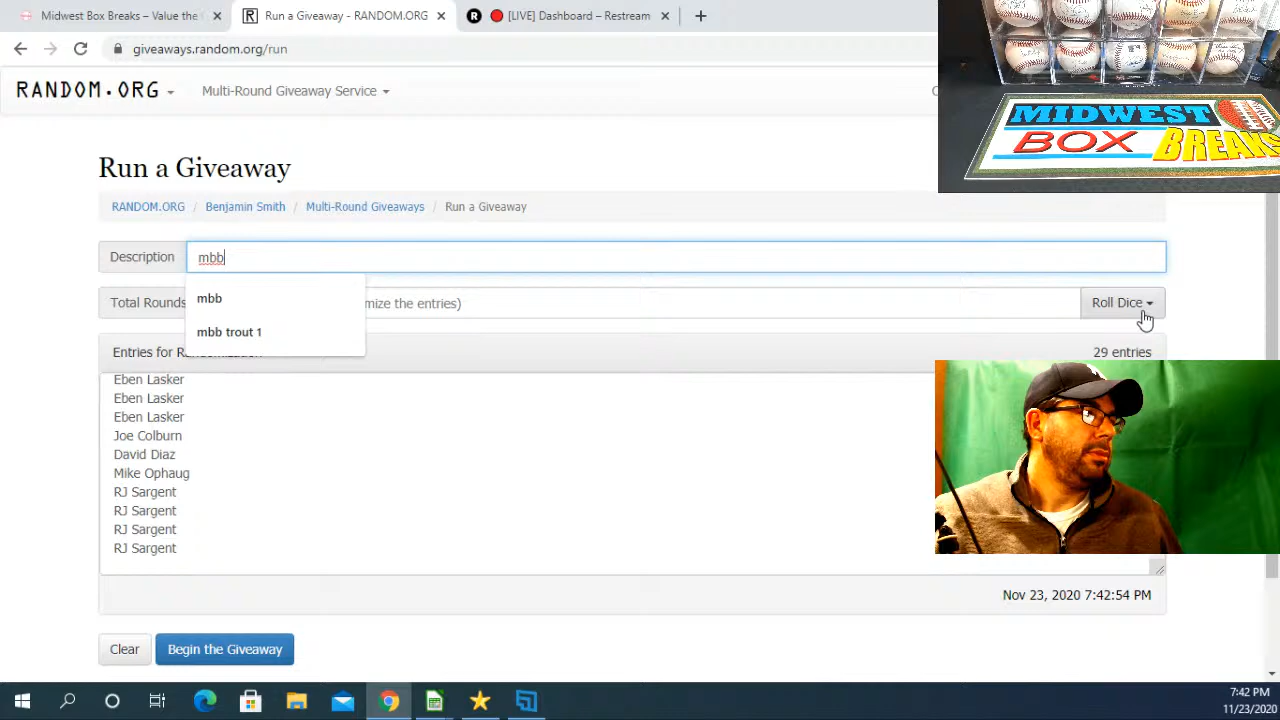 Midwest Box Breaks – Value the
Run a Giveaway - RANDOM.ORG
[LIVE] Dashboard – Restream
giveaways.random.org/run
RANDOM.ORG
Multi-Round Giveaway Service
Run a Giveaway
RANDOM.ORG / Benjamin Smith / Multi-Round Giveaways / Run a Giveaway
Description
mbb
mbb
mbb trout 1
Total Rounds
mize the entries)
Roll Dice
Entries for
29 entries
Eben Lasker
Eben Lasker
Eben Lasker
Joe Colburn
David Diaz
Mike Ophaug
RJ Sargent
RJ Sargent
RJ Sargent
RJ Sargent
Nov 23, 2020 7:42:54 PM
Clear
Begin the Giveaway
MIDWEST
BOX BREAKS
7:42 PM
11/23/2020